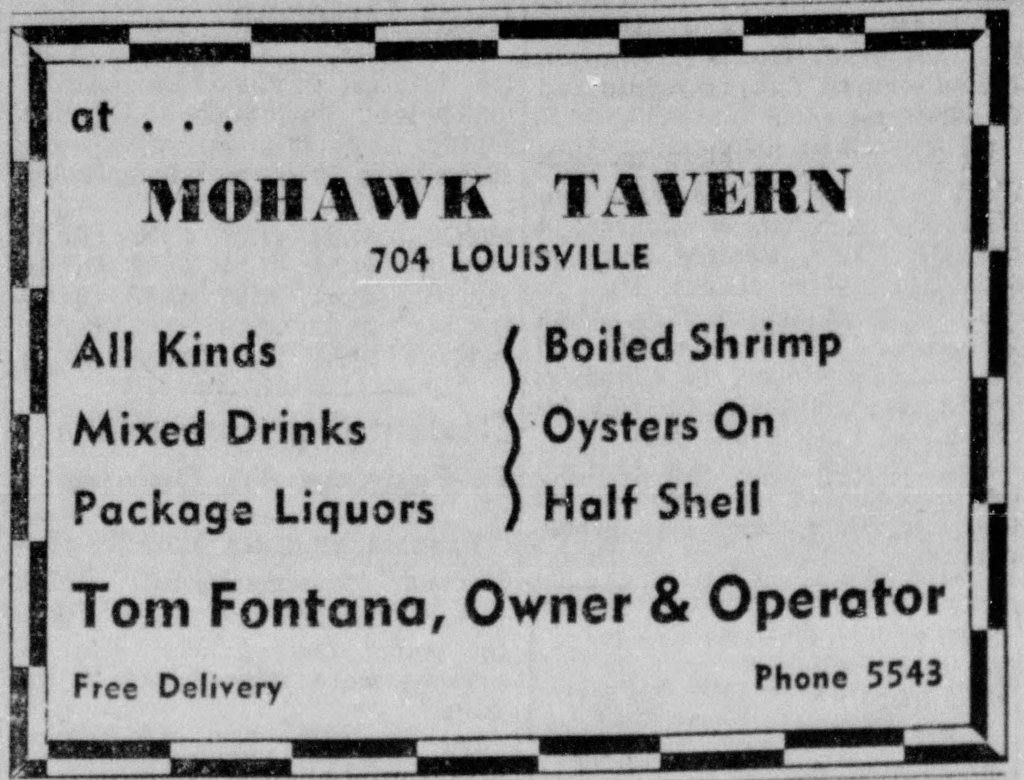 at . . .
MOHAWK TAVERN
704 LOUISVILLE
All Kinds
Mixed Drinks
Package Liquors
Boiled Shrimp
Oysters On
Half Shell
Tom Fontana, Owner & Operator
Free Delivery
Phone 5543